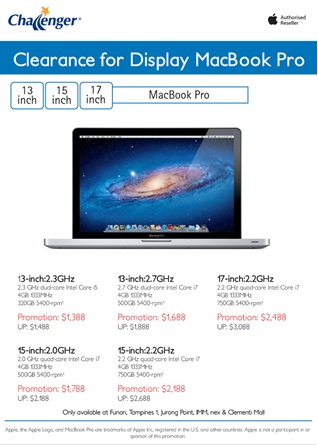 Challenger
Authorised
Reseller
Clearance for Display MacBook Pro
13 inch
15 inch
17 inch
MacBook Pro
MacBook Pro
13-inch:2.3GHz
2.3 GHz dual-core Intel Core i5
4GB 1333MHz
320GB 5400-rpm¹
Promotion: $1,388
UP: $1,488
13-inch:2.7GHz
2.7 GHz dual-core Intel Core i7
4GB 1333MHz
500GB 5400-rpm¹
Promotion: $1,688
UP: $1,888
17-inch:2.2GHz
2.2 GHz quad-core Intel Core i7
4GB 1333MHz
750GB 5400-rpm¹
Promotion: $2,488
UP: $3,088
15-inch:2.0GHz
2.0 GHz quad-core Intel Core i7
4GB 1333MHz
500GB 5400-rpm¹
Promotion: $1,788
UP: $2,188
15-inch:2.2GHz
2.2 GHz quad-core Intel Core i7
4GB 1333MHz
750GB 5400-rpm¹
Promotion: $2,188
UP: $2,688
Only available at Funan, Tampines 1, Jurong Point, IMM, nex & Clementi Mall
Apple, the Apple Logo, and MacBook Pro are trademarks of Apple Inc, registered in the U.S. and other countries. Apple is not a participant in or
sponsor of this promotion